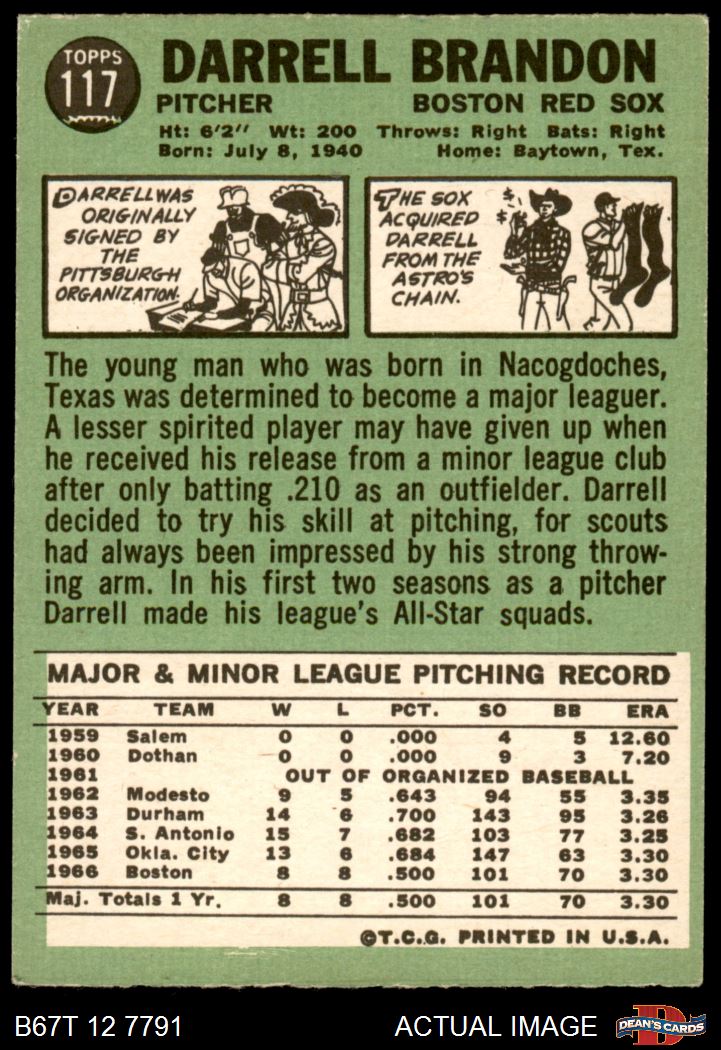 TOPPS
117
DARRELL BRANDON
PITCHER BOSTON RED SOX
Ht: 6'2" Wt: 200 Throws: Right Bats: Right
Born: July 8, 1940 Home: Baytown, Tex.
DARRELL WAS
ORIGINALLY
SIGNED BY
THE
PITTSBURGH
ORGANIZATION.
THE SOX
ACQUIRED
DARRELL
FROM THE
ASTRO'S
CHAIN.
The young man who was born in Nacogdoches,
Texas was determined to become a major leaguer.
A lesser spirited player may have given up when
he received his release from a minor league club
after only batting .210 as an outfielder. Darrell
decided to try his skill at pitching, for scouts
had always been impressed by his strong throw-
ing arm. In his first two seasons as a pitcher
Darrell made his league's All-Star squads.
MAJOR & MINOR LEAGUE PITCHING RECORD
YEAR TEAM W L PCT. SO BB ERA
1959 Salem 0 0 .000 4 5 12.60
1960 Dothan 0 0 .000 9 3 7.20
1961 OUT OF ORGANIZED BASEBALL
1962 Modesto 9 5 .643 94 55 3.35
1963 Durham 14 6 .700 143 95 3.26
1964 S. Antonio 15 7 .682 103 77 3.25
1965 Okla. City 13 6 .684 147 63 3.30
1966 Boston 8 8 .500 101 70 3.30
Maj. Totals 1 Yr. 8 8 .500 101 70 3.30
©T.C.G. PRINTED IN U.S.A.
B67T 12 7791 ACTUAL IMAGE
DEAN'S CARDS